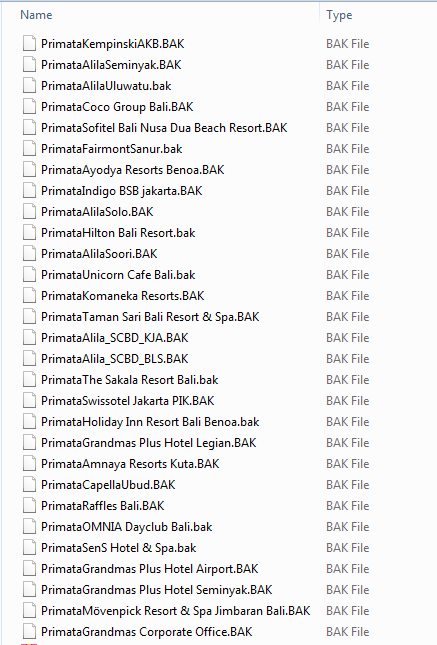 Name Type
PrimataKempinskiAKB.BAK BAK File
PrimataAlilaSeminyak.BAK BAK File
PrimataAlilaUluwatu.bak BAK File
PrimataCoco Group Bali.BAK BAK File
PrimataSofitel Bali Nusa Dua Beach Resort.BAK BAK File
PrimataFairmontSanur.bak BAK File
PrimataAyodya Resorts Benoa.BAK BAK File
PrimataIndigo BSB jakarta.BAK BAK File
PrimataAlilaSolo.BAK BAK File
PrimataHilton Bali Resort.bak BAK File
PrimataAlilaSoori.BAK BAK File
PrimataUnicorn Cafe Bali.bak BAK File
PrimataKomaneka Resorts.BAK BAK File
PrimataTaman Sari Bali Resort & Spa.BAK BAK File
PrimataAlila_SCBD_KJA.BAK BAK File
PrimataAlila_SCBD_BLS.BAK BAK File
PrimataThe Sakala Resort Bali.bak BAK File
PrimataSwissotel Jakarta PIK.BAK BAK File
PrimataHoliday Inn Resort Bali Benoa.bak BAK File
PrimataGrandmas Plus Hotel Legian.BAK BAK File
PrimataAmnaya Resorts Kuta.BAK BAK File
PrimataCapellaUbud.BAK BAK File
PrimataRaffles Bali.BAK BAK File
PrimataOMNIA Dayclub Bali.bak BAK File
PrimataSenS Hotel & Spa.bak BAK File
PrimataGrandmas Plus Hotel Airport.BAK BAK File
PrimataGrandmas Plus Hotel Seminyak.BAK BAK File
PrimataMövenpick Resort & Spa Jimbaran Bali.BAK BAK File
PrimataGrandmas Corporate Office.BAK BAK File